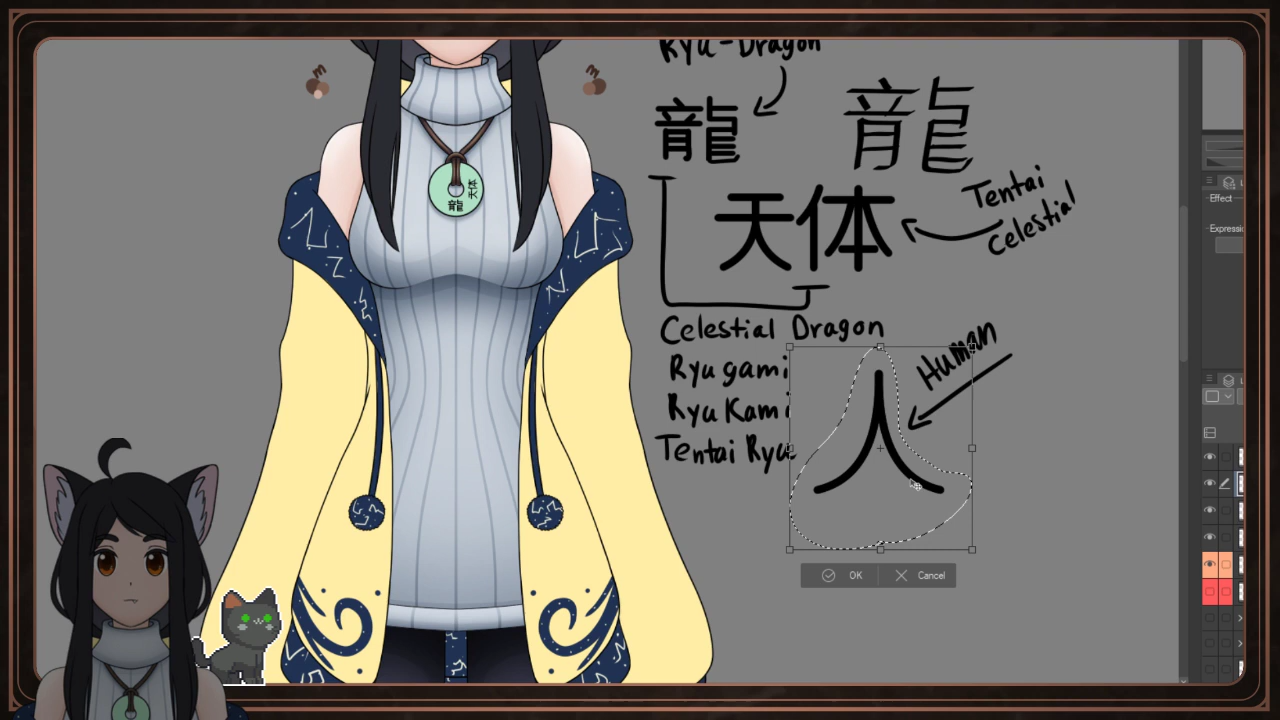 Ryu-Dragon
龍 龍
天体
Tentai
Celestial
Celestial Dragon
Ryugami
Ryu Kami
Tentai Ryu
Human
人
OK Cancel
龍
天体
Effect
Expressio